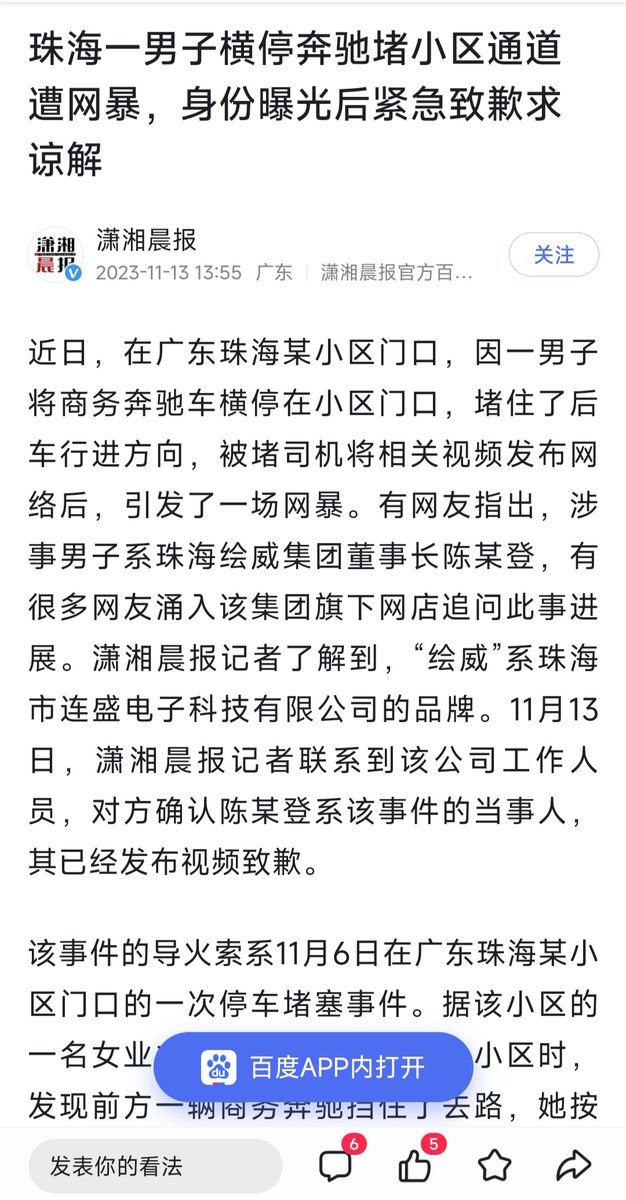 珠海一男子横停奔驰堵小区通道
遭网暴，身份曝光后紧急致歉求
谅解
潇湘
晨报
潇湘晨报
2023-11-13 13:55 广东 潇湘晨报官方百...
关注
近日，在广东珠海某小区门口，因一男子
将商务奔驰车横停在小区门口，堵住了后
车行进方向，被堵司机将相关视频发布网
络后，引发了一场网暴。有网友指出，涉
事男子系珠海绘威集团董事长陈某登，有
很多网友涌入该集团旗下网店追问此事进
展。潇湘晨报记者了解到，“绘威”系珠海
市连盛电子科技有限公司的品牌。11月13
日，潇湘晨报记者联系到该公司工作人
员，对方确认陈某登系该事件的当事人，
其已经发布视频致歉。
该事件的导火索系11月6日在广东珠海某小
区门口的一次停车堵塞事件。据该小区的
一名女业 小区时，
du 百度APP内打开
发现前方一辆商务奔驰挡住了去路，她按
发表你的看法 6 5